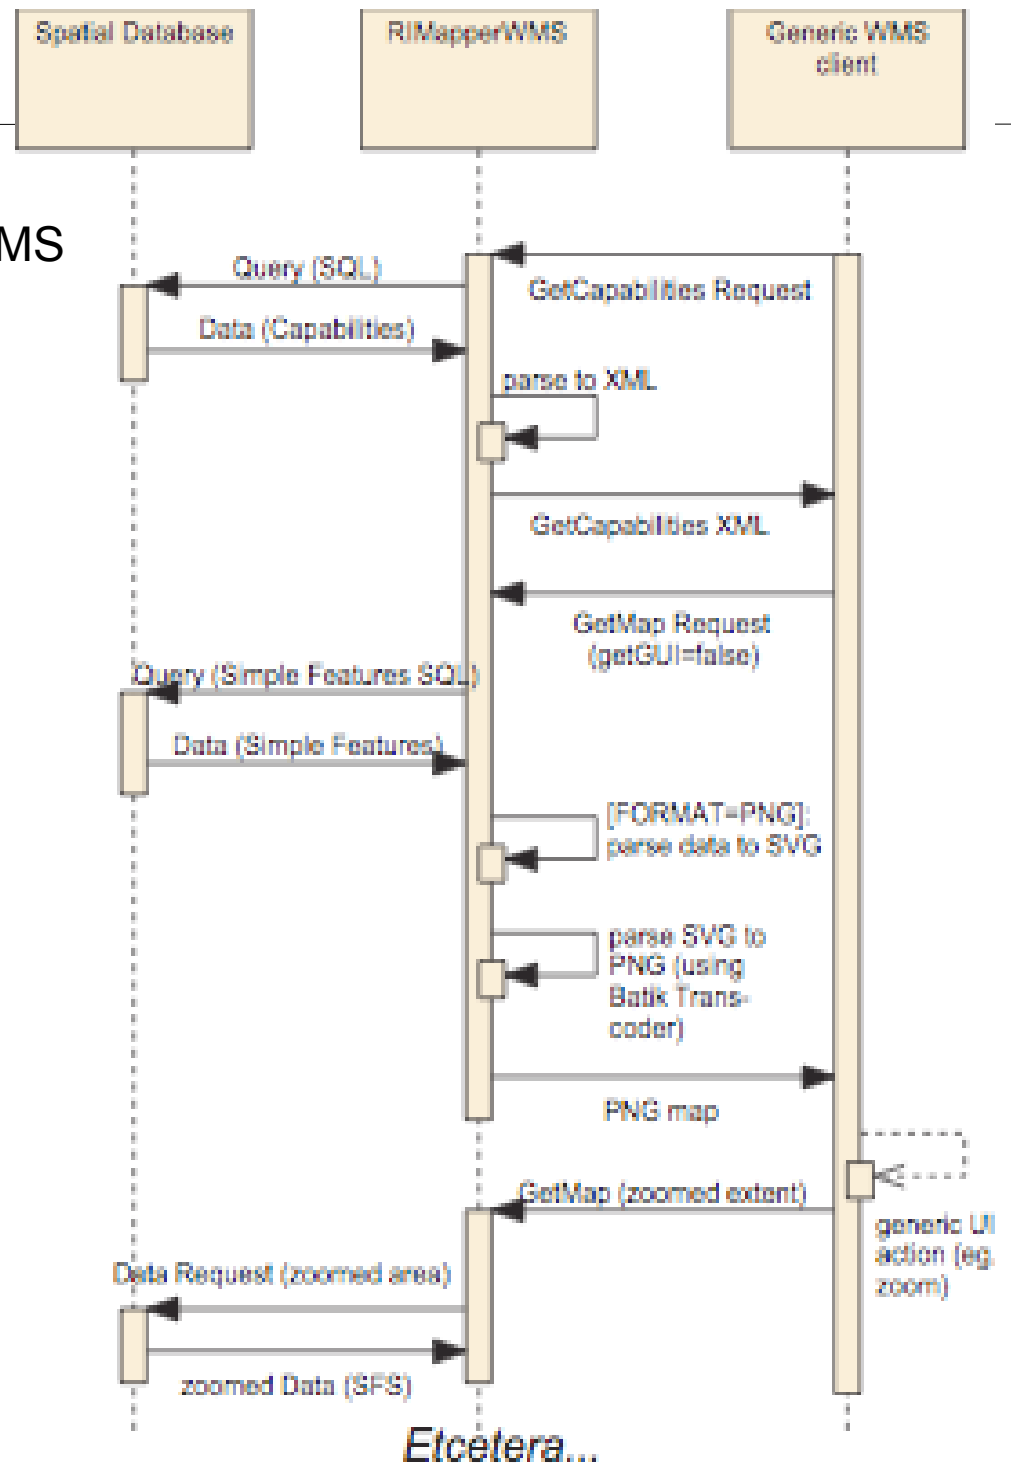 Spatial Database
RIMapperWMS
Generic WMS
client
MS
Query (SQL)
GetCapabilities Request
Data (Capabilities)
parse to XML
GetCapabilities XML
GetMap Request
(getGUI=false)
Query (Simple Features SQL)
Data (Simple Features)
[FORMAT=PNG]:
parse data to SVG
parse SVG to
PNG (using
Batik Trans-
coder)
PNG map
GetMap (zoomed extent)
generic UI
action (eg.
zoom)
Data Request (zoomed area)
zoomed Data (SFS)
Etcetera...